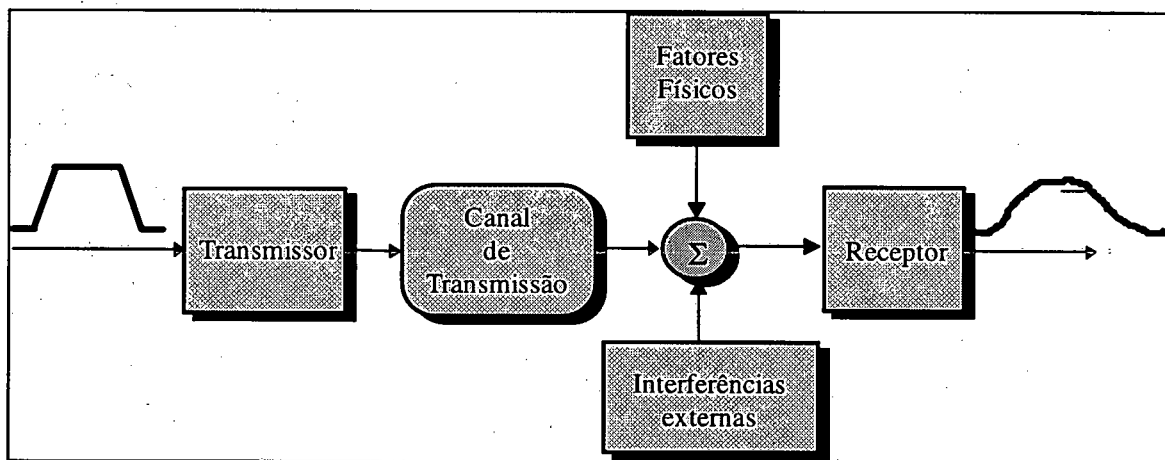 Fatores
Físicos
Transmissor
Canal
de
Transmissão
Σ
Receptor
Interferências
externas